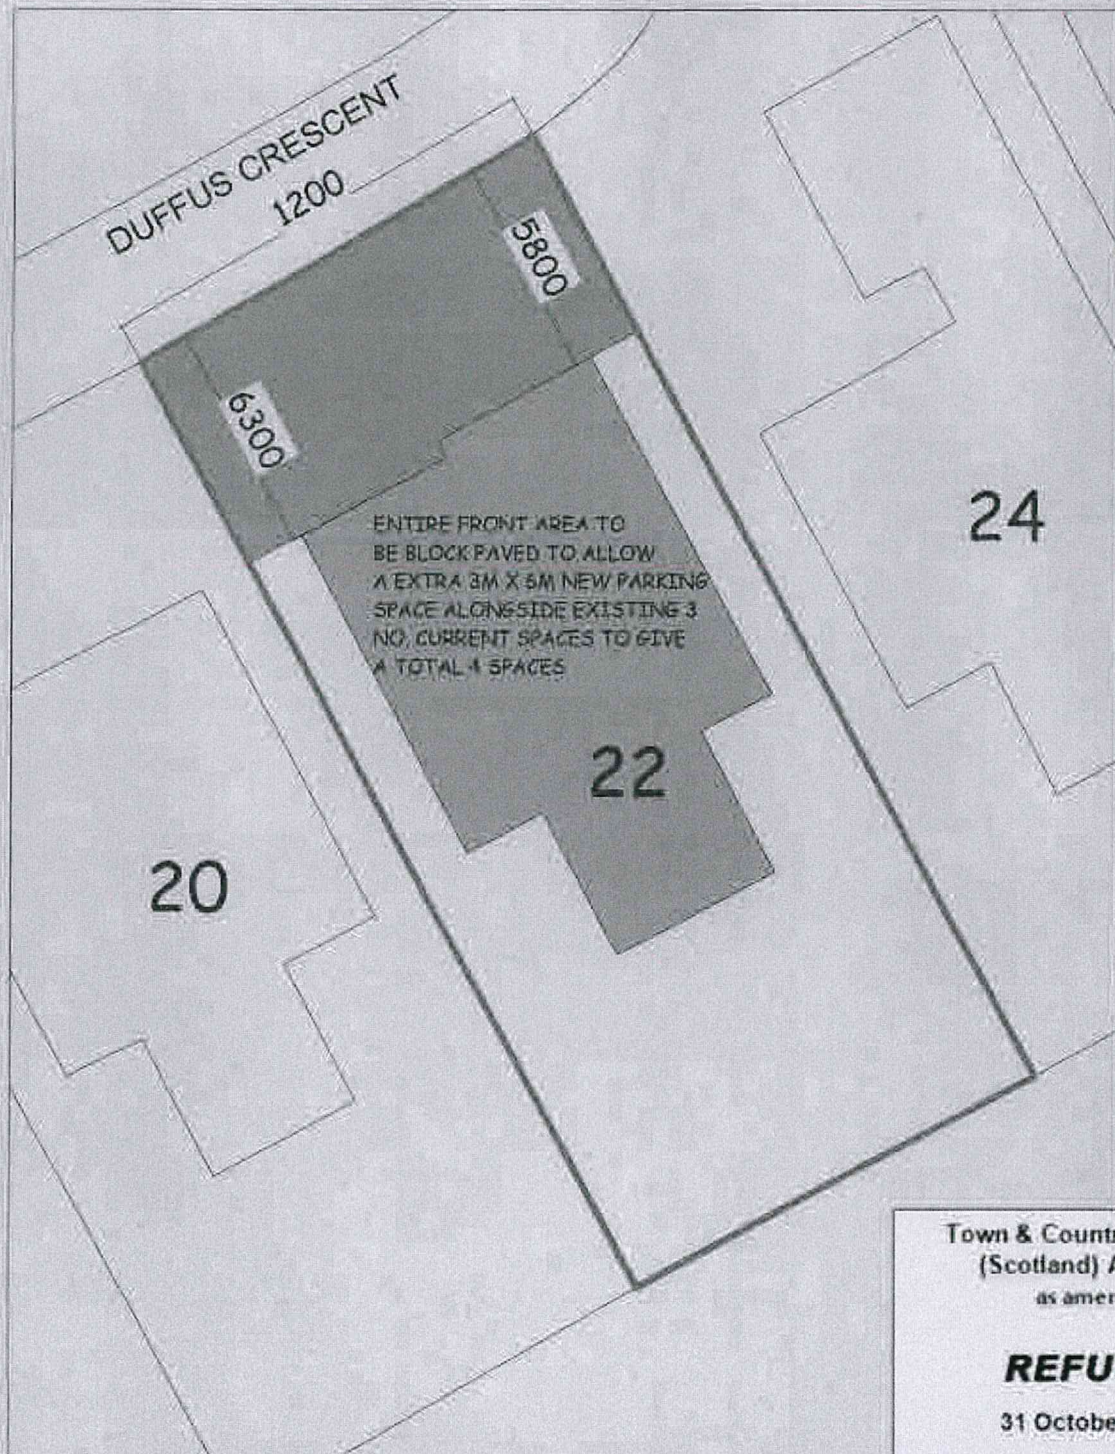 DUFFUS CRESCENT
1200
5800
6300
ENTIRE FRONT AREA TO
BE BLOCK PAVED TO ALLOW
A EXTRA 3M X 5M NEW PARKING
SPACE ALONGSIDE EXISTING 3
NO. CURRENT SPACES TO GIVE
A TOTAL 4 SPACES
24
22
20
Town & Countr
(Scotland) A
as amen
REFU
31 Octobe